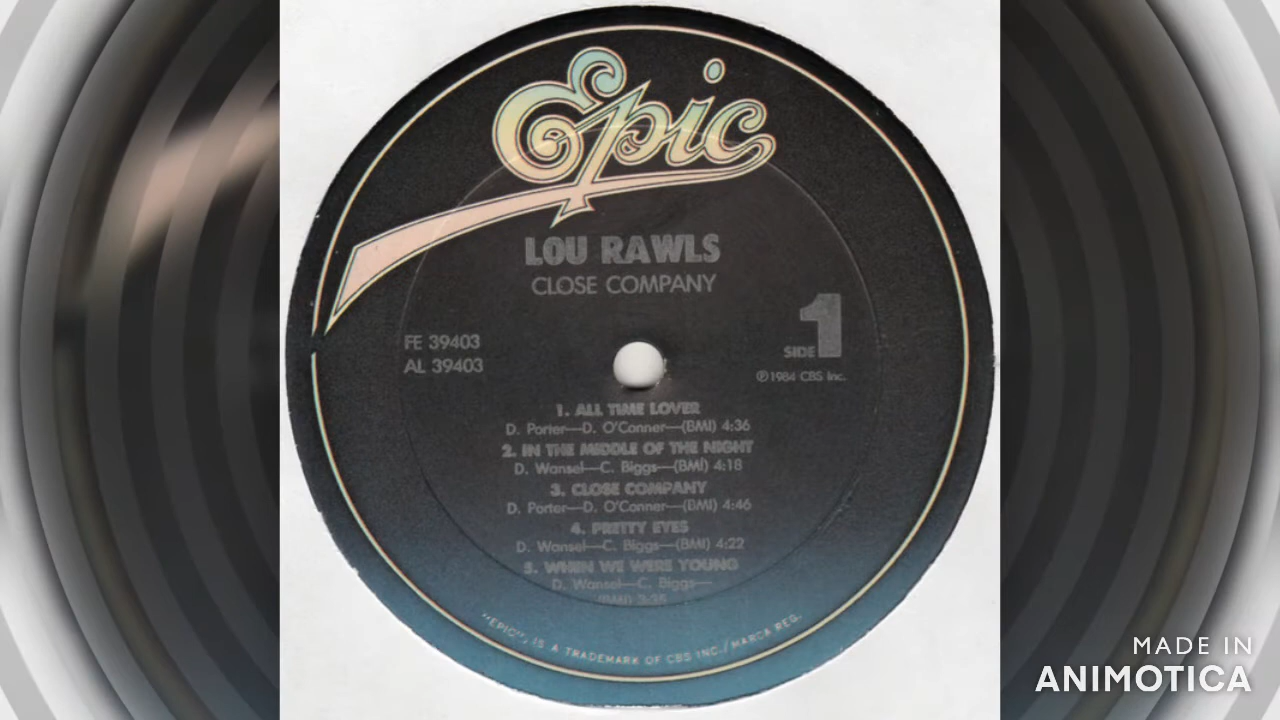 Epic
LOU RAWLS
CLOSE COMPANY
FE 39403
AL 39403
SIDE 1
℗1984 CBS Inc.
1. ALL TIME LOVER
D. Porter—D. O'Conner—(BMI) 4:36
2. IN THE MIDDLE OF THE NIGHT
D. Wansel—C. Biggs—(BMI) 4:18
3. CLOSE COMPANY
D. Porter—D. O'Conner—(BMI) 4:46
4. PRETTY EYES
D. Wansel—C. Biggs—(BMI) 4:22
5. WHEN WE WERE YOUNG
D. Wansel—C. Biggs—
(BMI) 3:35
"EPIC", IS A TRADEMARK OF CBS INC./MARCA REG.
MADE IN
ANIMOTICA